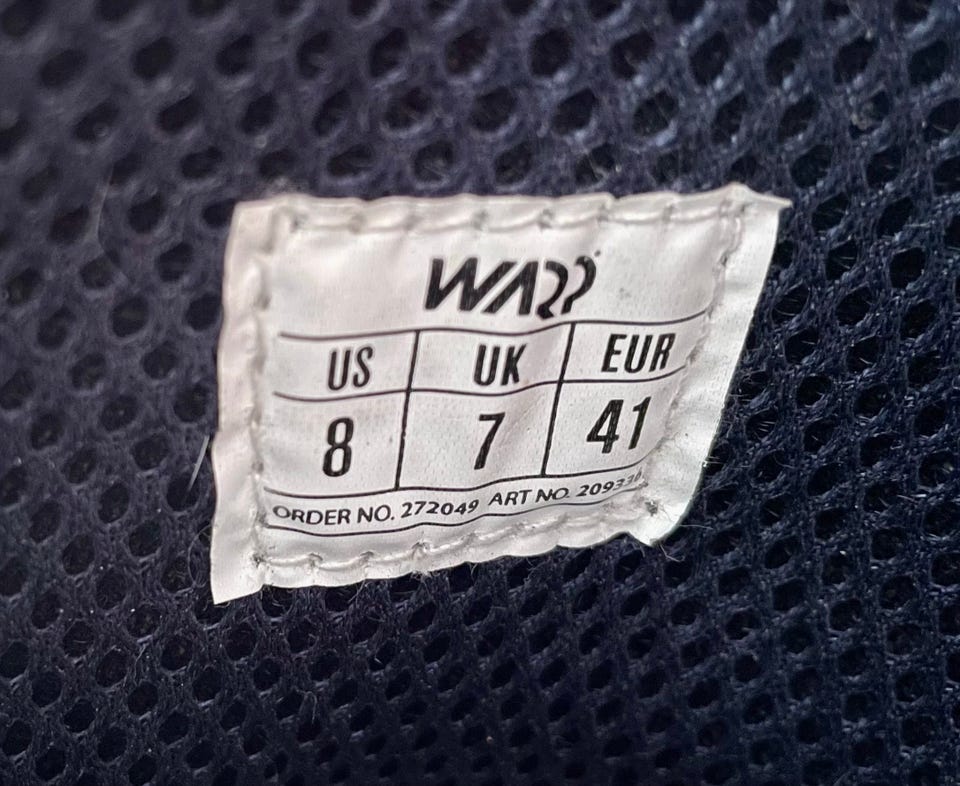 WARP
US UK EUR
8 7 41
ORDER NO. 272049 ART NO.